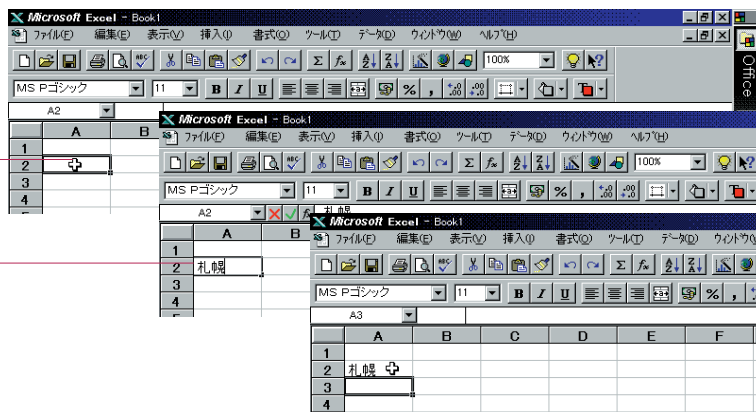 Microsoft Excel - Book1
ファイル(F) 編集(E) 表示(V) 挿入(I) 書式(O) ツール(T) データ(D) ウィンドウ(W) ヘルプ(H)
100%
MS Pゴシック 11 B I U % ,
A2
A B
1
2
3
4
Office
Microsoft Excel - Book1
ファイル(F) 編集(E) 表示(V) 挿入(I) 書式(O) ツール(T) データ(D) ウィンドウ(W) ヘルプ(H)
100%
MS Pゴシック 11 B I U % ,
A2 札幌
A B
1
2 札幌
3
4
Microsoft Excel - Book1
ファイル(F) 編集(E) 表示(V) 挿入(I) 書式(O) ツール(T) データ(D) ウィンドウ(W
MS Pゴシック 11 B I U % ,
A3
A B C D E F
1
2 札幌
3
4